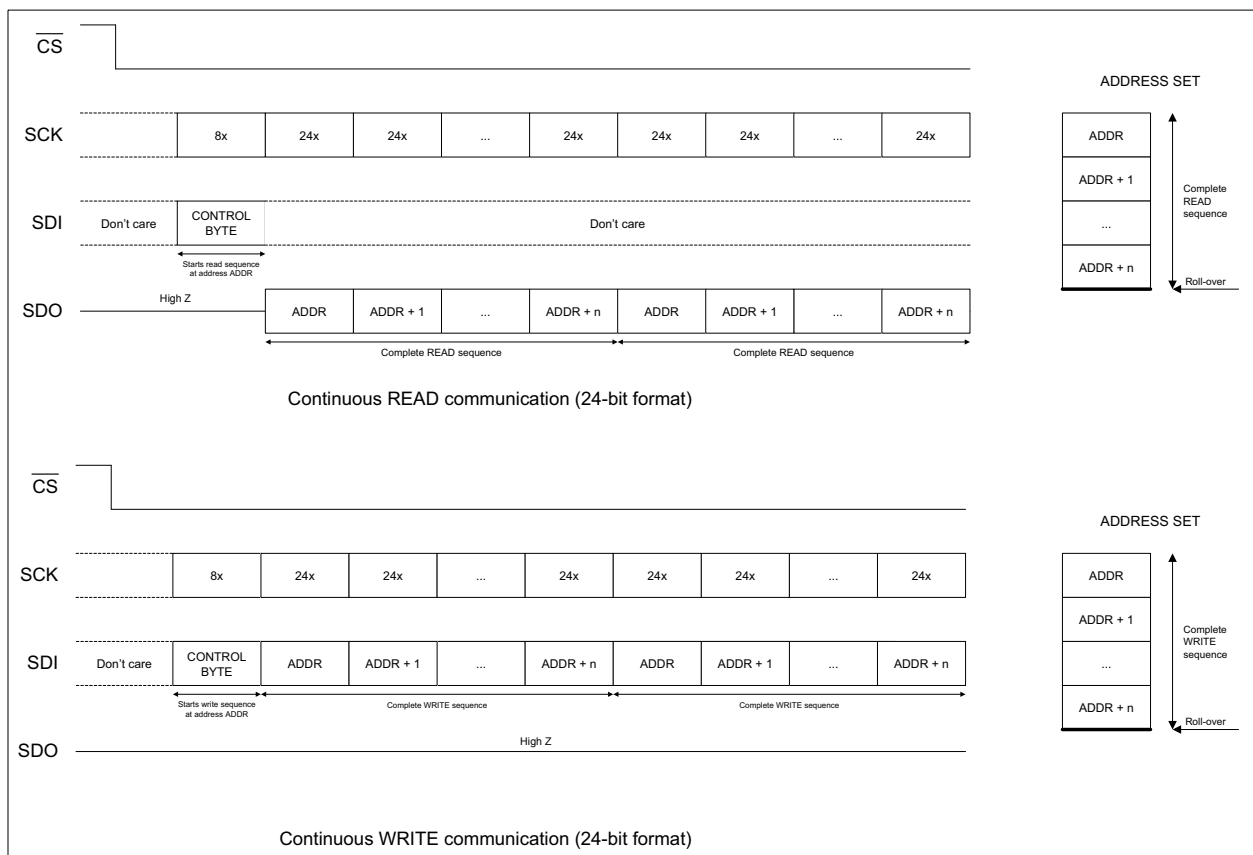 CS
ADDRESS SET
SCK
8x 24x 24x ... 24x 24x 24x ... 24x
ADDR
ADDR + 1
...
ADDR + n
Complete
READ
sequence
Roll-over
SDI
Don't care
CONTROL
BYTE
Don't care
Starts read sequence
at address ADDR
SDO
High Z
ADDR ADDR + 1 ... ADDR + n ADDR ADDR + 1 ... ADDR + n
Complete READ sequence Complete READ sequence
Continuous READ communication (24-bit format)
CS
ADDRESS SET
SCK
8x 24x 24x ... 24x 24x 24x ... 24x
ADDR
ADDR + 1
...
ADDR + n
Complete
WRITE
sequence
Roll-over
SDI
Don't care
CONTROL
BYTE
ADDR ADDR + 1 ... ADDR + n ADDR ADDR + 1 ... ADDR + n
Starts write sequence
at address ADDR
Complete WRITE sequence Complete WRITE sequence
SDO
High Z
Continuous WRITE communication (24-bit format)